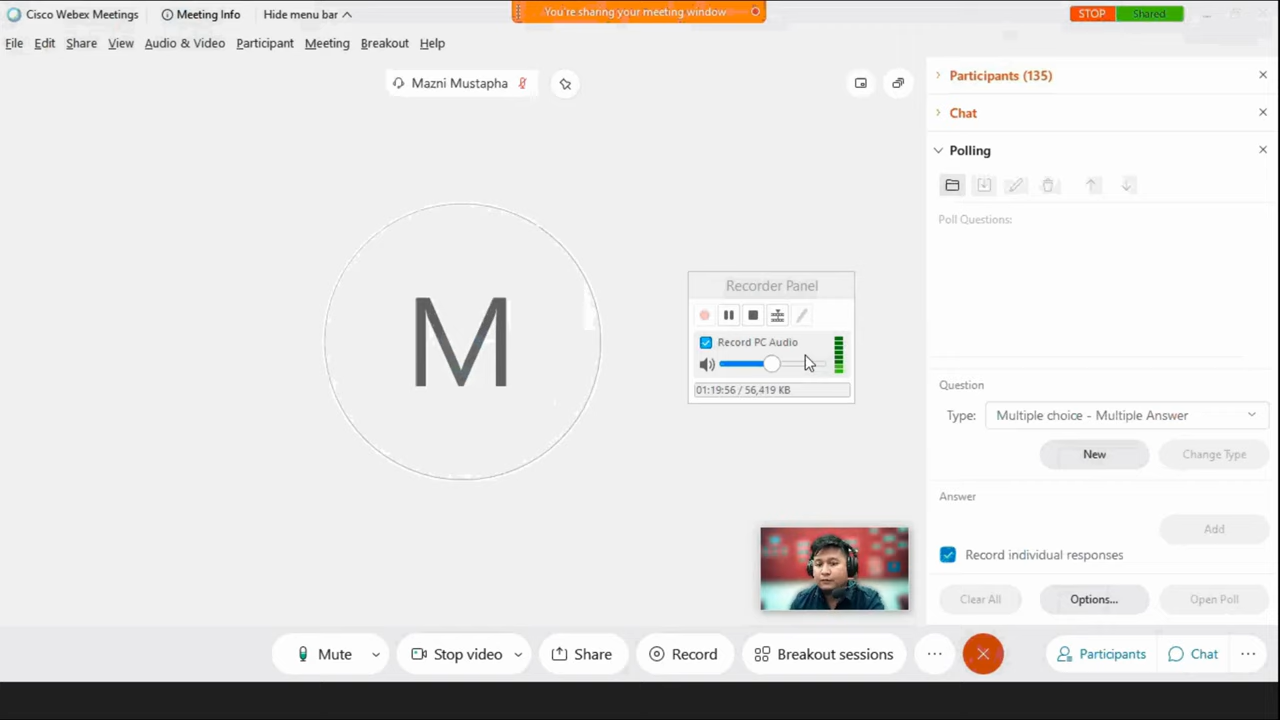 Cisco Webex Meetings
Meeting Info
Hide menu bar
You're sharing your meeting window
STOP
Shared
File Edit Share View Audio & Video Participant Meeting Breakout Help
Mazni Mustapha
Participants (135)
Chat
Polling
Poll Questions:
M
Recorder Panel
Record PC Audio
01:19:56 / 56,419 KB
Question
Type: Multiple choice - Multiple Answer
New
Change Type
Answer
Add
Record individual responses
Clear All
Options...
Open Poll
Mute
Stop video
Share
Record
Breakout sessions
Participants
Chat